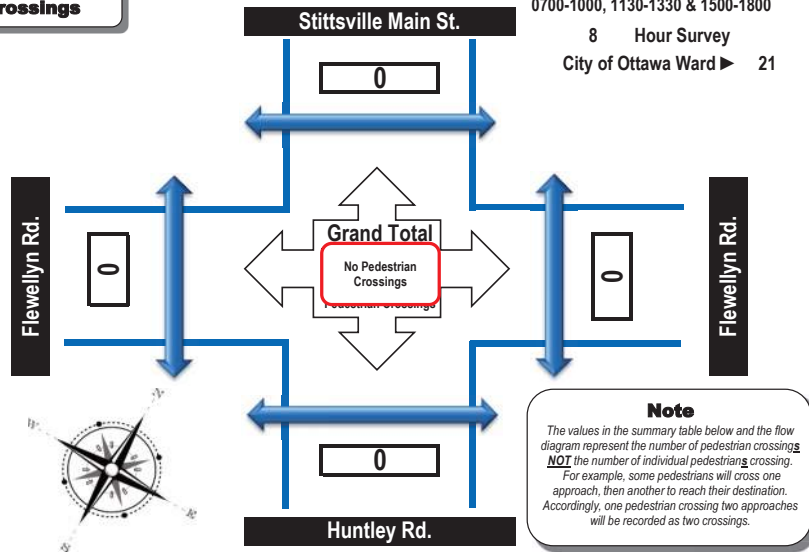 rossings
0700-1000, 1130-1330 & 1500-1800
8 Hour Survey
City of Ottawa Ward ► 21
Stittsville Main St.
0
Flewellyn Rd.
0
Grand Total
No Pedestrian
Crossings
Pedestrian Crossings
0
Flewellyn Rd.
N
W
E
S
0
Huntley Rd.
Note
The values in the summary table below and the flow
diagram represent the number of pedestrian crossings
NOT the number of individual pedestrians crossing.
For example, some pedestrians will cross one
approach, then another to reach their destination.
Accordingly, one pedestrian crossing two approaches
will be recorded as two crossings.